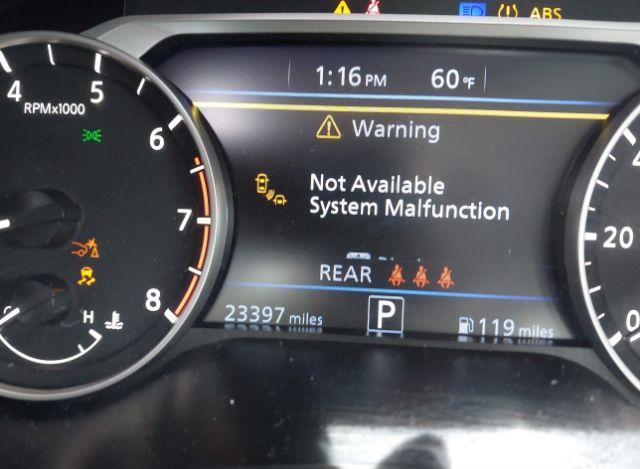 ABS
1:16 PM 60 °F
4 5 6 7 8
RPMx1000
Warning
Not Available
System Malfunction
REAR
H
23397 miles P 119 miles
20
0